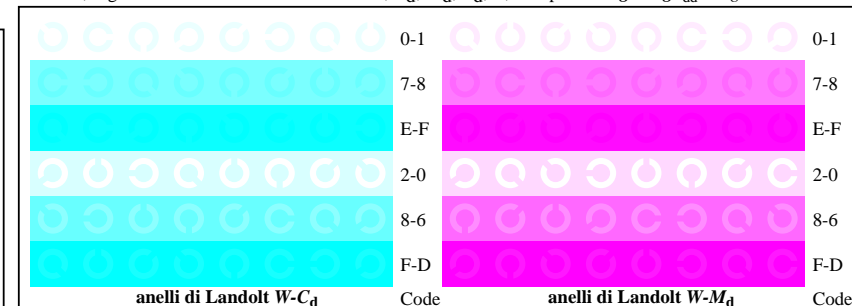 0-1 0-1
7-8 7-8
E-F E-F
2-0 2-0
8-6 8-6
F-D F-D
anelli di Landolt W-Cd Code anelli di Landolt W-Md Code